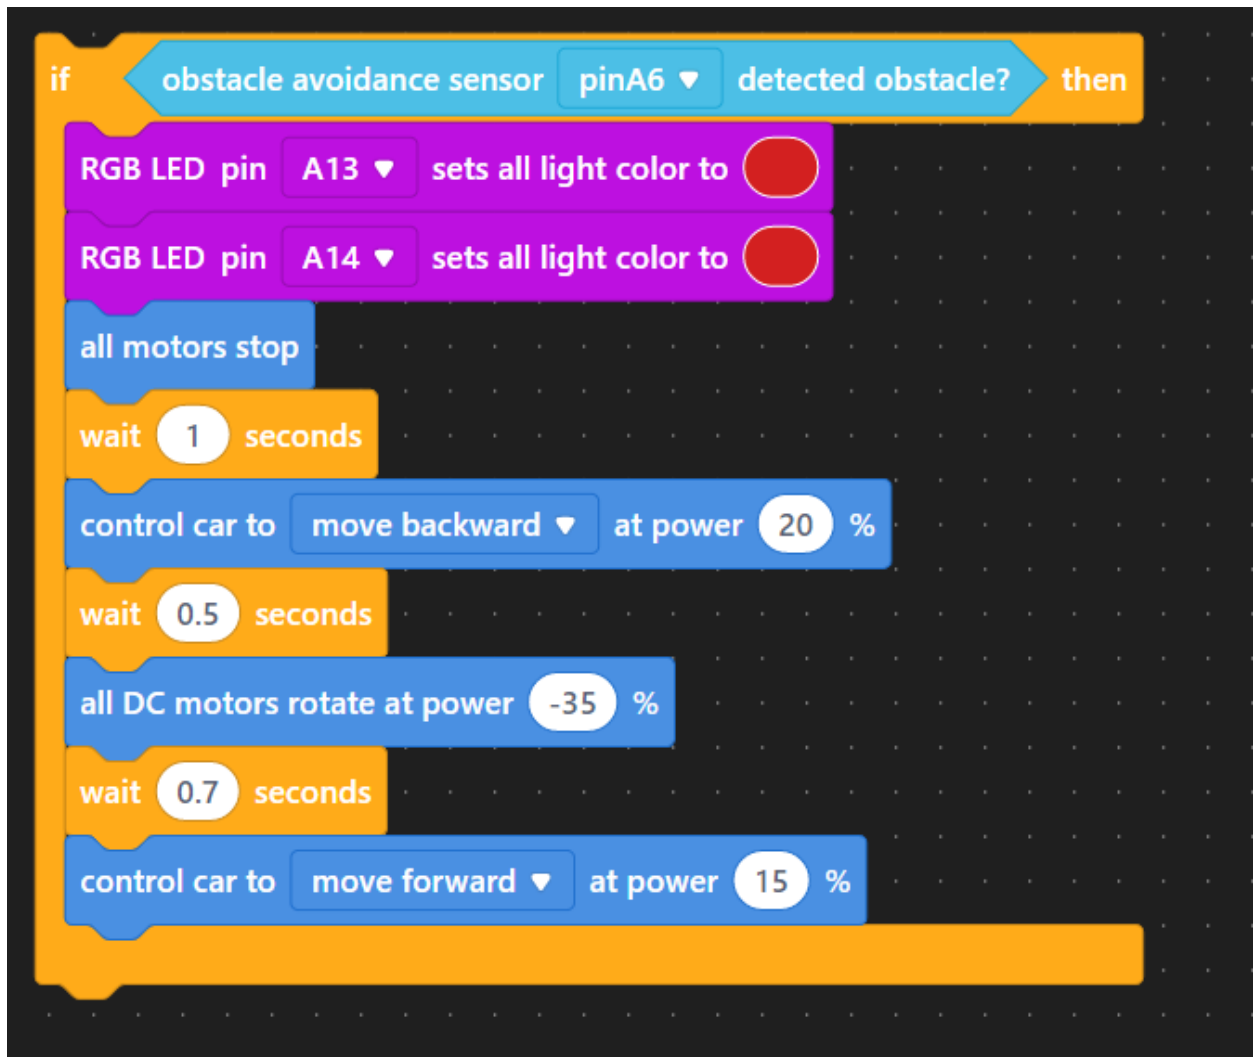 if obstacle avoidance sensor pinA6 detected obstacle? then
RGB LED pin A13 sets all light color to
RGB LED pin A14 sets all light color to
all motors stop
wait 1 seconds
control car to move backward at power 20 %
wait 0.5 seconds
all DC motors rotate at power -35 %
wait 0.7 seconds
control car to move forward at power 15 %